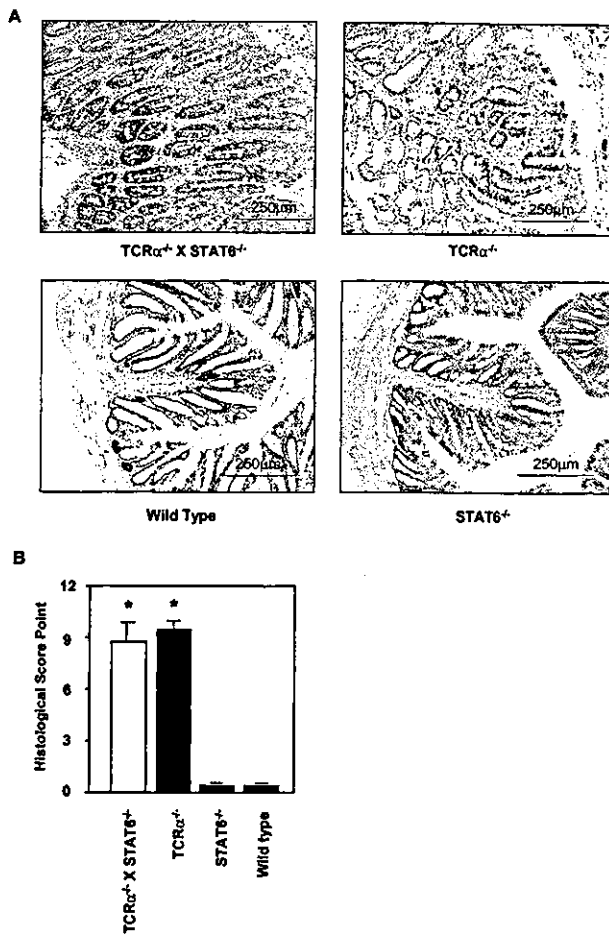 A
250µm
250µm
TCRα-/- X STAT6-/-
TCRα-/-
250µm
250µm
Wild Type
STAT6-/-
B
12
9
6
3
0
Histological Score Point
* *
TCRα-/- X STAT6-/-
TCRα-/-
STAT6-/-
Wild type